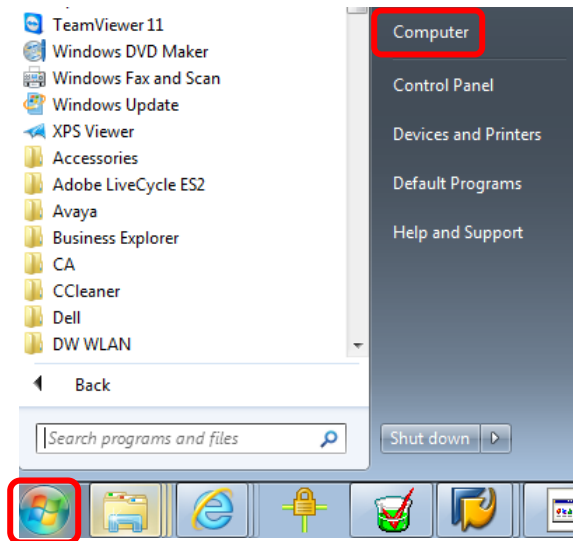 TeamViewer 11
Windows DVD Maker
Windows Fax and Scan
Windows Update
XPS Viewer
Accessories
Adobe LiveCycle ES2
Avaya
Business Explorer
CA
CCleaner
Dell
DW WLAN
Back
Search programs and files
Computer
Control Panel
Devices and Printers
Default Programs
Help and Support
Shut down